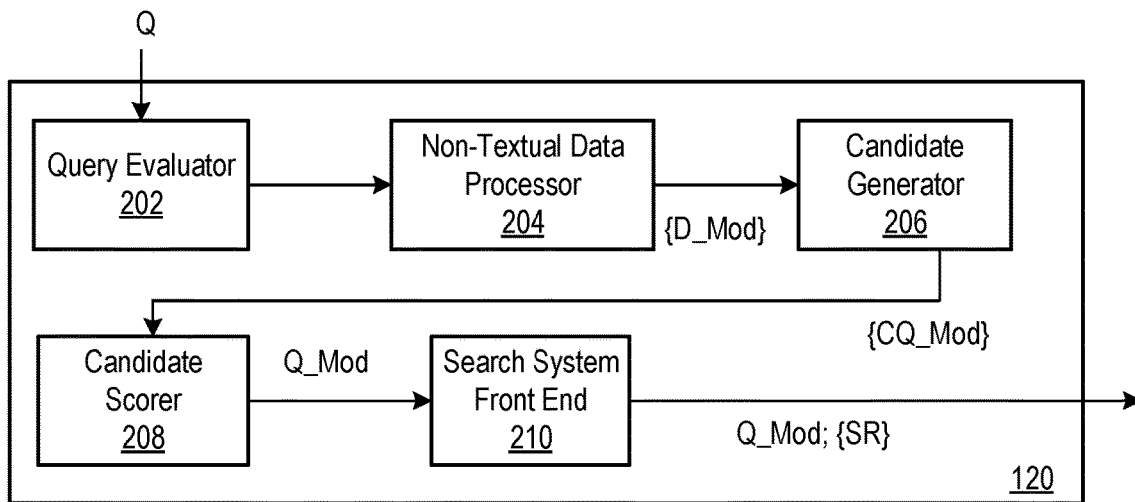 Q
Query Evaluator
202
Non-Textual Data
Processor
204
{D_Mod}
Candidate
Generator
206
{CQ_Mod}
Candidate
Scorer
208
Q_Mod
Search System
Front End
210
Q_Mod; {SR}
120